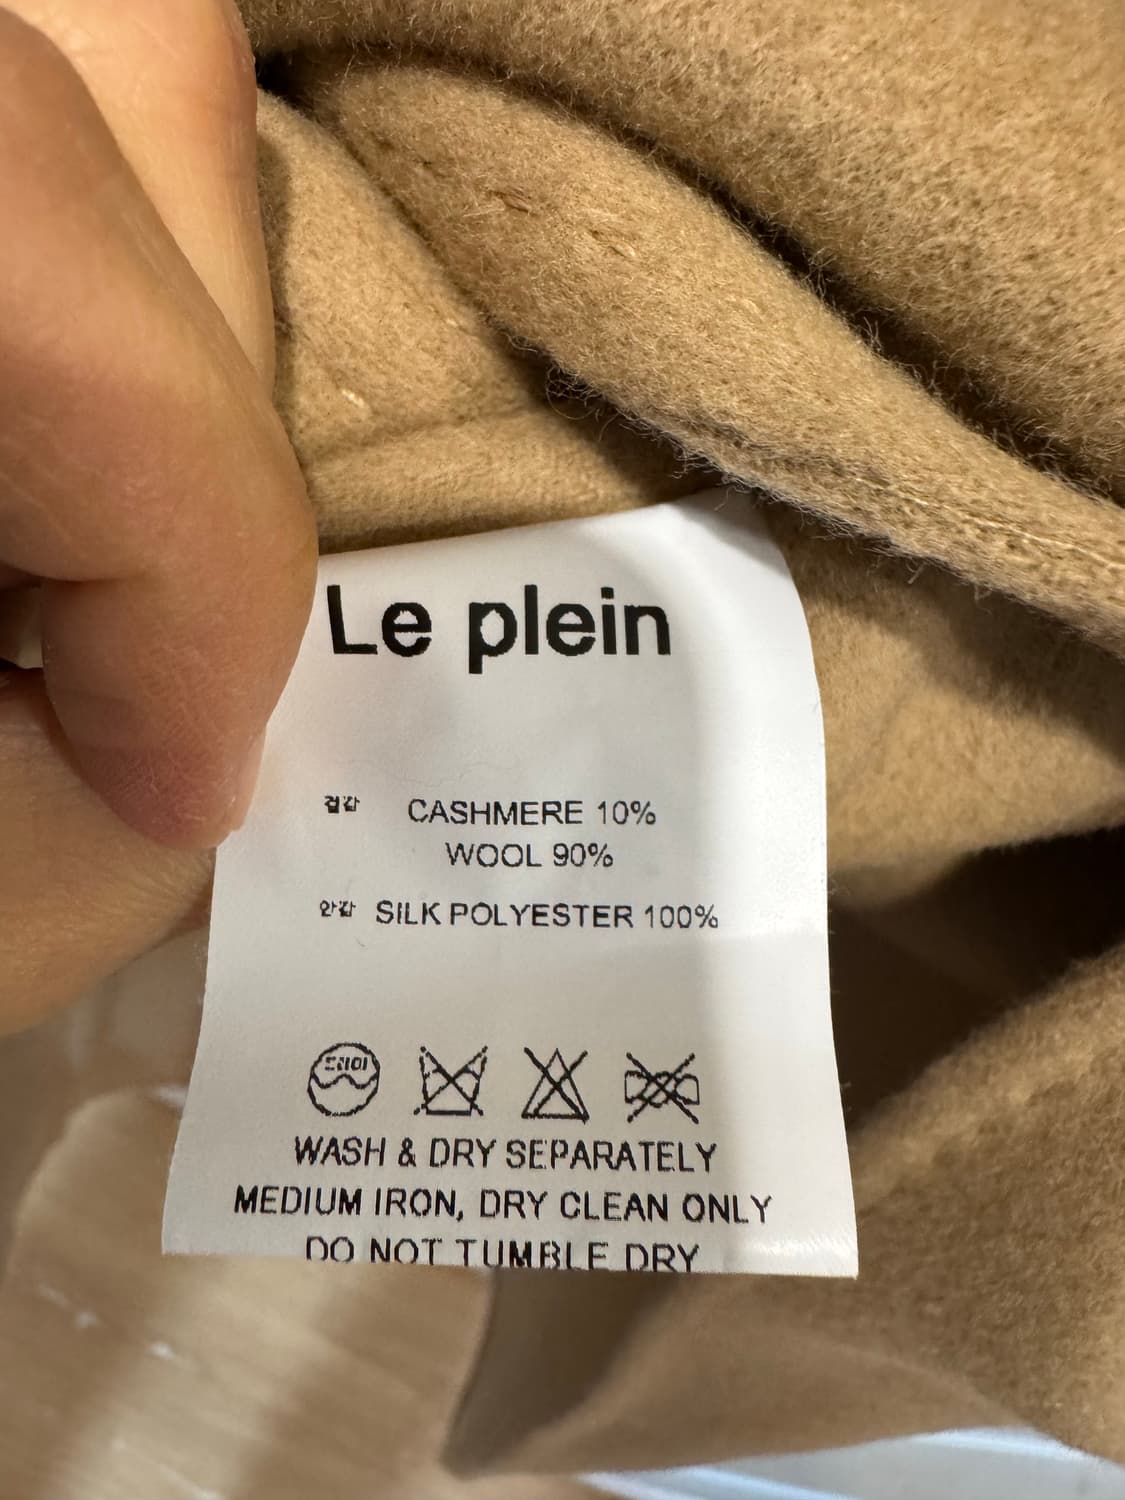 Le plein
겉감 CASHMERE 10%
WOOL 90%
안감 SILK POLYESTER 100%
드라이
WASH & DRY SEPARATELY
MEDIUM IRON, DRY CLEAN ONLY
DO NOT TUMBLE DRY